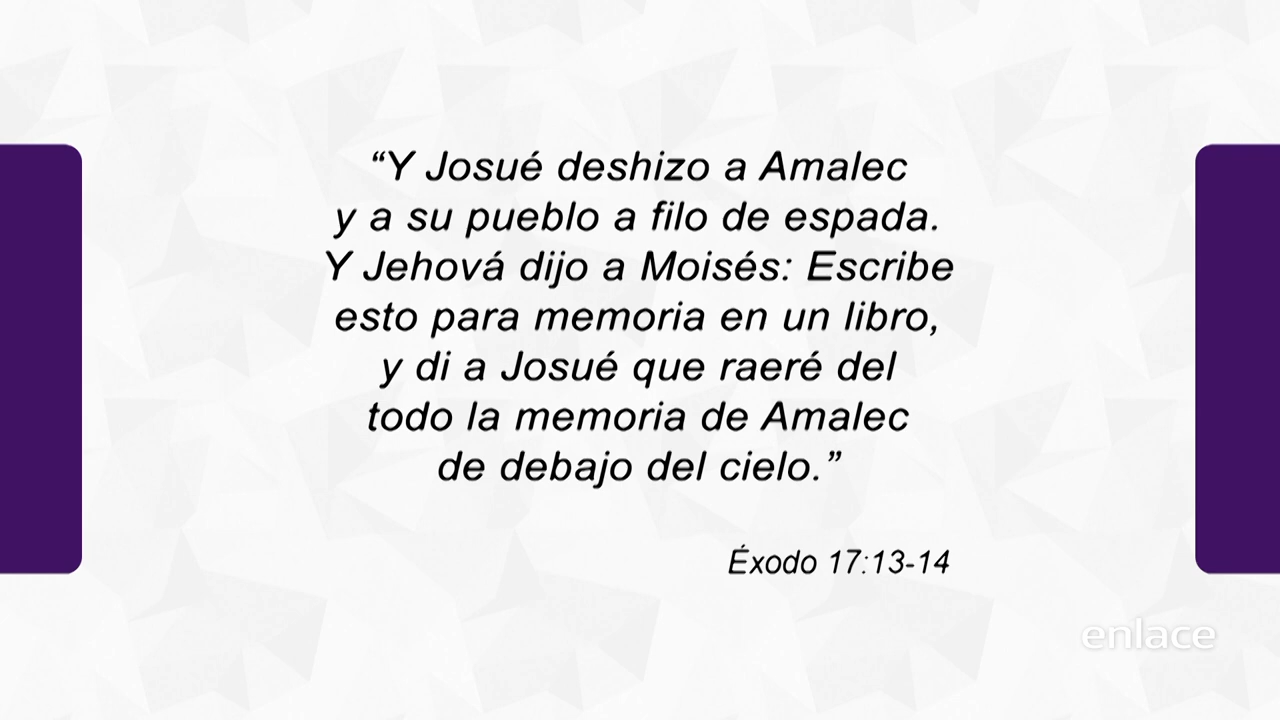 “Y Josué deshizo a Amalec
y a su pueblo a filo de espada.
Y Jehová dijo a Moisés: Escribe
esto para memoria en un libro,
y di a Josué que raeré del
todo la memoria de Amalec
de debajo del cielo.”
Éxodo 17:13-14
enlace